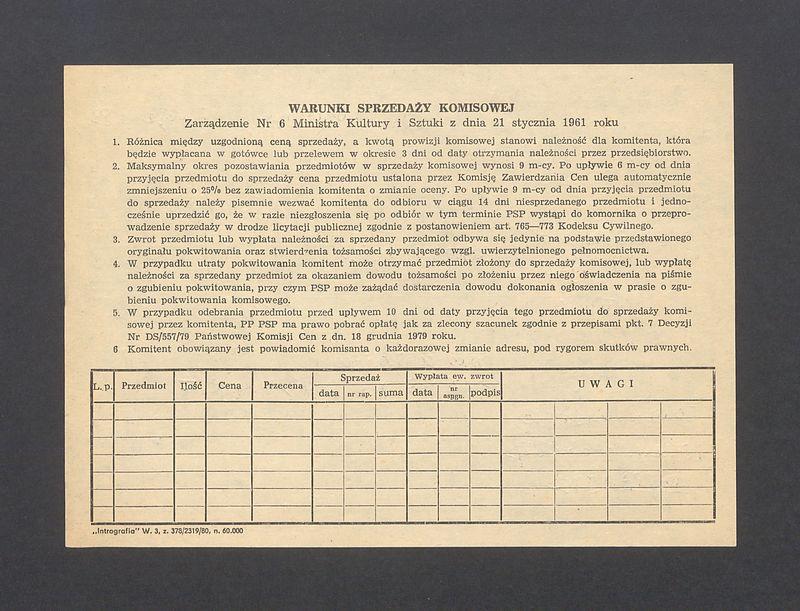 WARUNKI SPRZEDAŻY KOMISOWEJ
Zarządzenie Nr 6 Ministra Kultury i Sztuki z dnia 21 stycznia 1961 roku
1. Różnica między uzgodnioną ceną sprzedaży, a kwotą prowizji komisowej stanowi należność dla komitenta, która
będzie wypłacana w gotówce lub przelewem w okresie 3 dni od daty otrzymania należności przez przedsiębiorstwo.
2. Maksymalny okres pozostawiania przedmiotów w sprzedaży komisowej wynosi 9 m-cy. Po upływie 6 m-cy od dnia
przyjęcia przedmiotu do sprzedaży cena przedmiotu ustalona przez Komisję Zawierdzania Cen ulega automatycznie
zmniejszeniu o 25% bez zawiadomienia komitenta o zmianie oceny. Po upływie 9 m-cy od dnia przyjęcia przedmiotu
do sprzedaży należy pisemnie wezwać komitenta do odbioru w ciągu 14 dni niesprzedanego przedmiotu i jedno-
cześnie uprzedzić go, że w razie niezgłoszenia się po odbiór w tym terminie PSP wystąpi do komornika o przepro-
wadzenie sprzedaży w drodze licytacji publicznej zgodnie z postanowieniem art. 765—773 Kodeksu Cywilnego.
3. Zwrot przedmiotu lub wypłata należności za sprzedany przedmiot odbywa się jedynie na podstawie przedstawionego
oryginału pokwitowania oraz stwierdzenia tożsamości zbywającego wzgl. uwierzytelnionego pełnomocnictwa.
4. W przypadku utraty pokwitowania komitent może otrzymać przedmiot złożony do sprzedaży komisowej, lub wypłatę
należności za sprzedany przedmiot za okazaniem dowodu tożsamości po złożeniu przez niego oświadczenia na piśmie
o zgubieniu pokwitowania, przy czym PSP może zażądać dostarczenia dowodu dokonania ogłoszenia w prasie o zgu-
bieniu pokwitowania komisowego.
5. W przypadku odebrania przedmiotu przed upływem 10 dni od daty przyjęcia tego przedmiotu do sprzedaży komi-
sowej przez komitenta, PP PSP ma prawo pobrać opłatę jak za zlecony szacunek zgodnie z przepisami pkt. 7 Decyzji
Nr DS/557/79 Państwowej Komisji Cen z dn. 18 grudnia 1979 roku.
6 Komitent obowiązany jest powiadomić komisanta o każdorazowej zmianie adresu, pod rygorem skutków prawnych.
L. p. Przedmiot Ilość Cena Przecena Sprzedaż Wypłata ew. zwrot UWAGI
data nr rap. suma data nr aspgn. podpis
„Intrografia" W. 3, z. 378/2319/80, n. 60.000